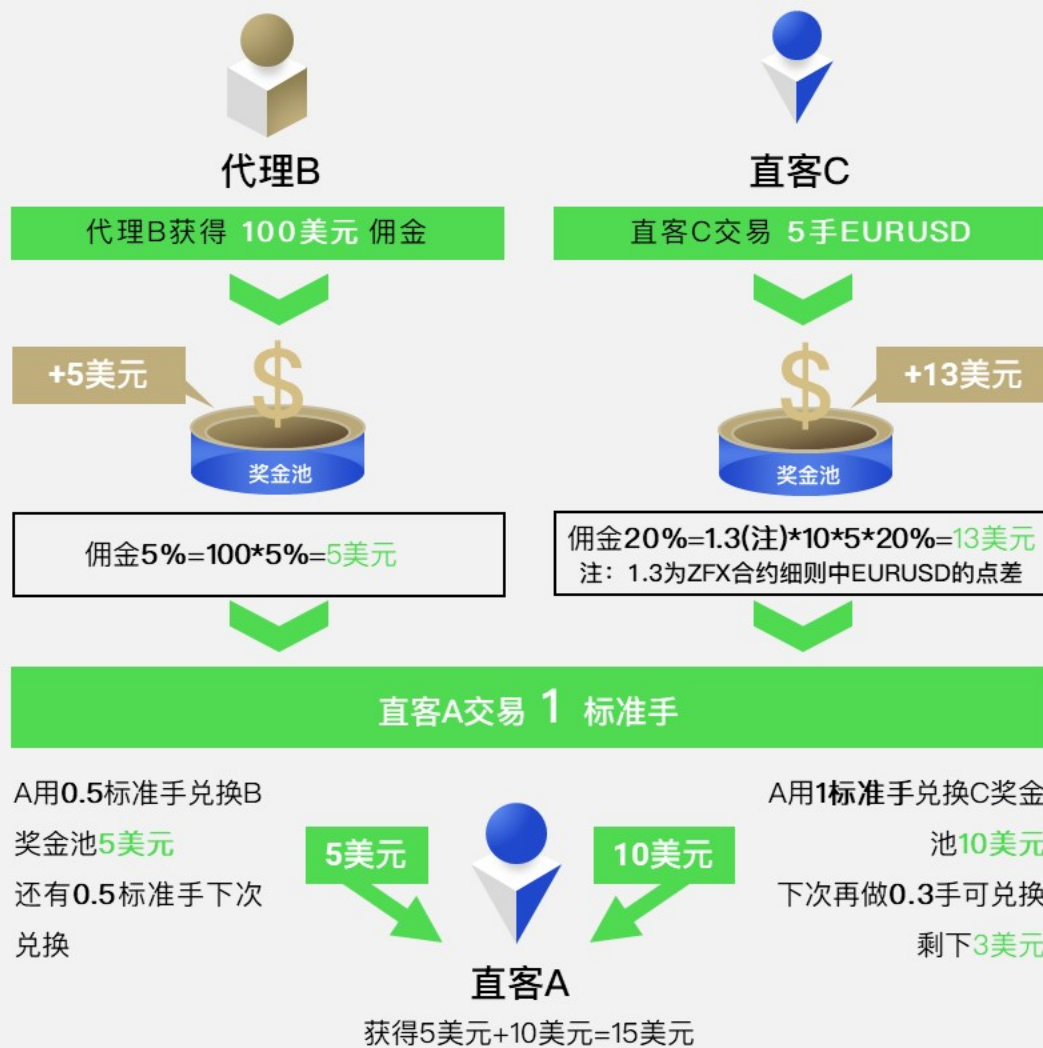 代理B
直客C
代理B获得 100美元 佣金
直客C交易 5手EURUSD
$
$
+5美元
+13美元
奖金池
奖金池
佣金5%=100*5%=5美元
佣金20%=1.3(注)*10*5*20%=13美元
注：1.3为ZFX合约细则中EURUSD的点差
直客A交易 1 标准手
A用0.5标准手兑换B
奖金池5美元
还有0.5标准手下次
兑换
5美元
10美元
A用1标准手兑换C奖金
池10美元
下次再做0.3手可兑换
剩下3美元
直客A
获得5美元+10美元=15美元